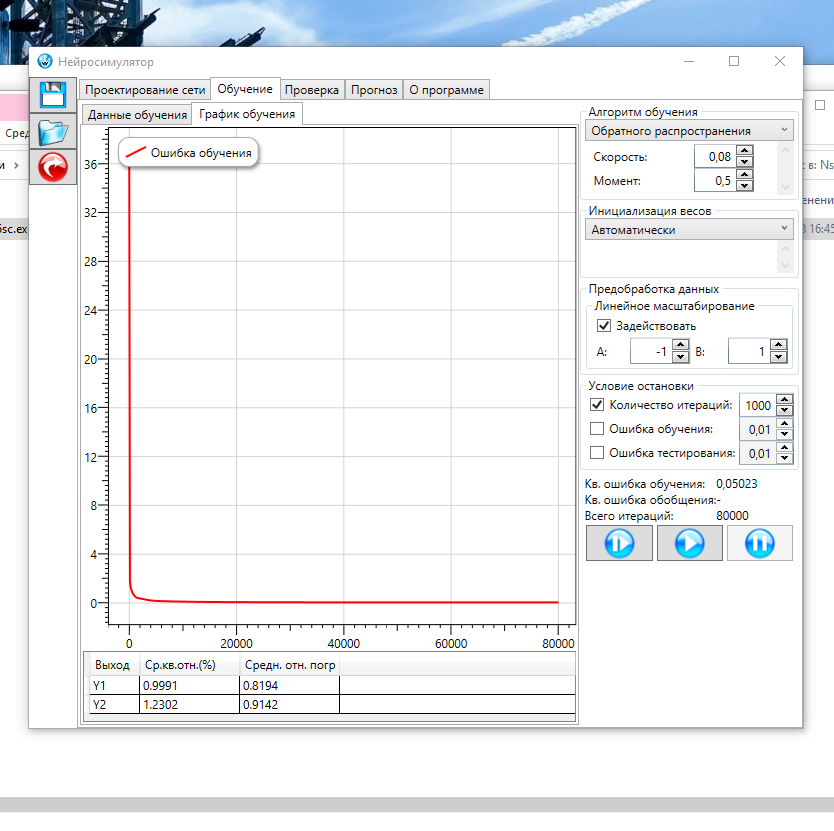 Нейросимулятор
Проектирование сети Обучение Проверка Прогноз О программе
Данные обучения График обучения
Ошибка обучения
36
32
28
24
20
16
12
8
4
0
0 20000 40000 60000 80000
Выход Ср.кв.отн.(%) Средн. отн. погр
Y1 0.9991 0.8194
Y2 1.2302 0.9142
Алгоритм обучения
Обратного распространения
Скорость: 0,08
Момент: 0,5
Инициализация весов
Автоматически
Предобработка данных
Линейное масштабирование
Задействовать
A: -1 B: 1
Условие остановки
Количество итераций: 1000
Ошибка обучения: 0,01
Ошибка тестирования: 0,01
Кв. ошибка обучения: 0,05023
Кв. ошибка обобщения:-
Всего итераций: 80000
Сред
и
sc.ex
в: Ns
енени
16:45